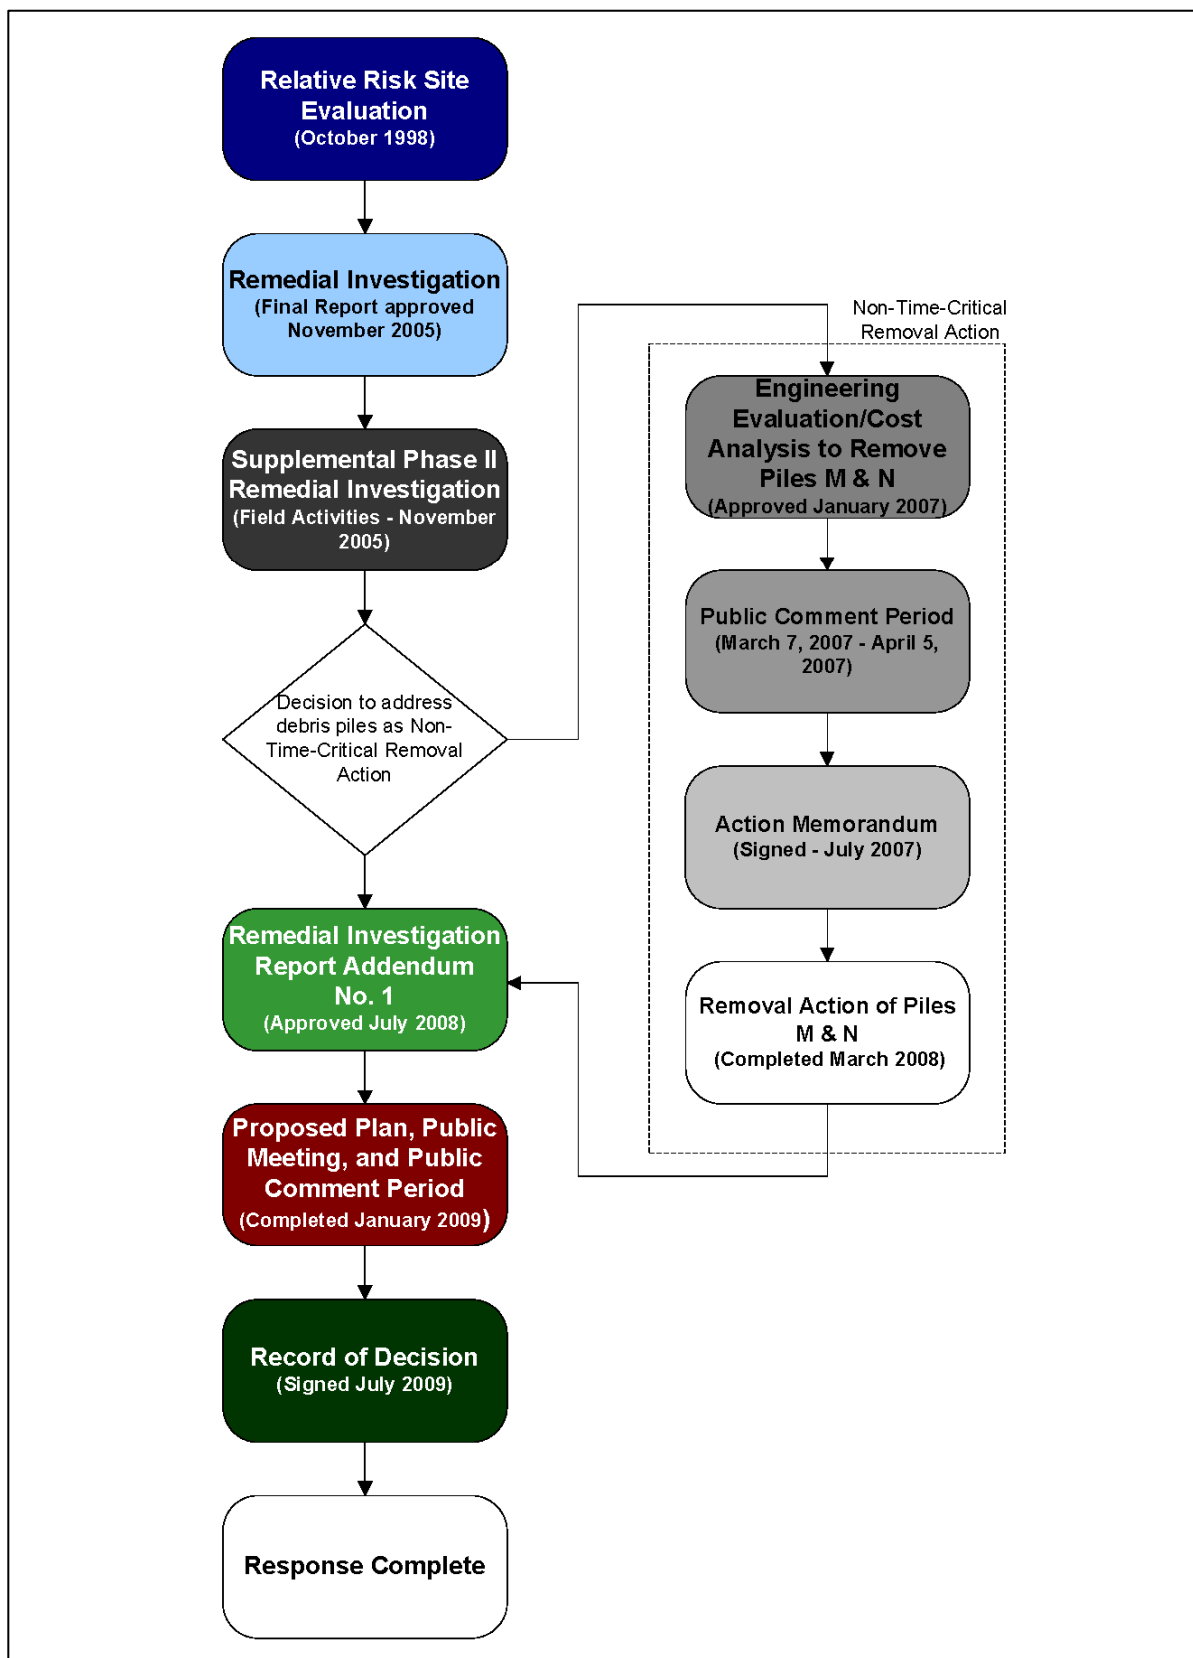 Relative Risk Site
Evaluation
(October 1998)
Remedial Investigation
(Final Report approved
November 2005)
Supplemental Phase II
Remedial Investigation
(Field Activities - November
2005)
Decision to address
debris piles as Non-
Time-Critical Removal
Action
Non-Time-Critical
Removal Action
Engineering
Evaluation/Cost
Analysis to Remove
Piles M & N
(Approved January 2007)
Public Comment Period
(March 7, 2007 - April 5,
2007)
Action Memorandum
(Signed - July 2007)
Removal Action of Piles
M & N
(Completed March 2008)
Remedial Investigation
Report Addendum
No. 1
(Approved July 2008)
Proposed Plan, Public
Meeting, and Public
Comment Period
(Completed January 2009)
Record of Decision
(Signed July 2009)
Response Complete